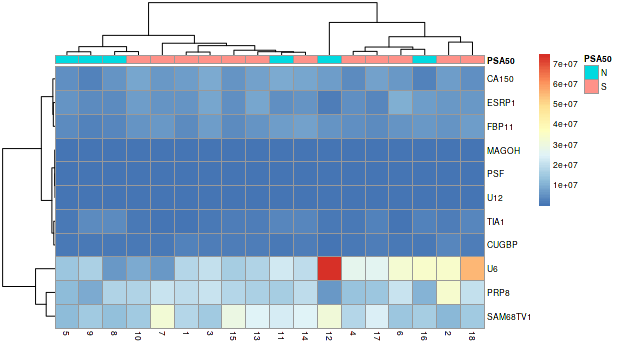 PSA50
CA150
ESRP1
FBP11
MAGOH
PSF
U12
TIA1
CUGBP
U6
PRP8
SAM68TV1
5 9 8 10 7 1 3 15 13 11 14 12 4 17 6 16 2 18
7e+07
6e+07
5e+07
4e+07
3e+07
2e+07
1e+07
PSA50
N
S